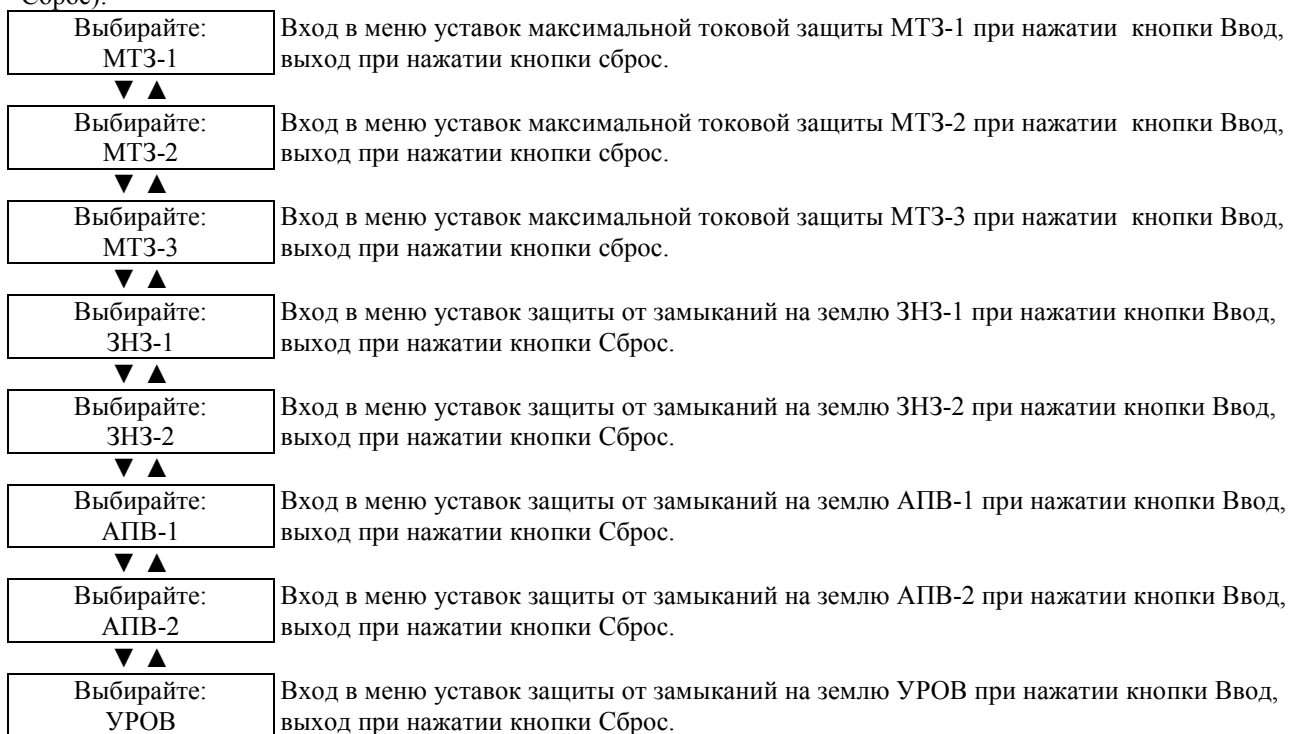 Сброс).
Выбирайте: Вход в меню уставок максимальной токовой защиты МТЗ-1 при нажатии кнопки Ввод,
МТЗ-1 выход при нажатии кнопки сброс.
▼ ▲
Выбирайте: Вход в меню уставок максимальной токовой защиты МТЗ-2 при нажатии кнопки Ввод,
МТЗ-2 выход при нажатии кнопки сброс.
▼ ▲
Выбирайте: Вход в меню уставок максимальной токовой защиты МТЗ-3 при нажатии кнопки Ввод,
МТЗ-3 выход при нажатии кнопки сброс.
▼ ▲
Выбирайте: Вход в меню уставок защиты от замыканий на землю ЗНЗ-1 при нажатии кнопки Ввод,
ЗНЗ-1 выход при нажатии кнопки Сброс.
▼ ▲
Выбирайте: Вход в меню уставок защиты от замыканий на землю ЗНЗ-2 при нажатии кнопки Ввод,
ЗНЗ-2 выход при нажатии кнопки Сброс.
▼ ▲
Выбирайте: Вход в меню уставок защиты от замыканий на землю АПВ-1 при нажатии кнопки Ввод,
АПВ-1 выход при нажатии кнопки Сброс.
▼ ▲
Выбирайте: Вход в меню уставок защиты от замыканий на землю АПВ-2 при нажатии кнопки Ввод,
АПВ-2 выход при нажатии кнопки Сброс.
▼ ▲
Выбирайте: Вход в меню уставок защиты от замыканий на землю УРОВ при нажатии кнопки Ввод,
УРОВ выход при нажатии кнопки Сброс.